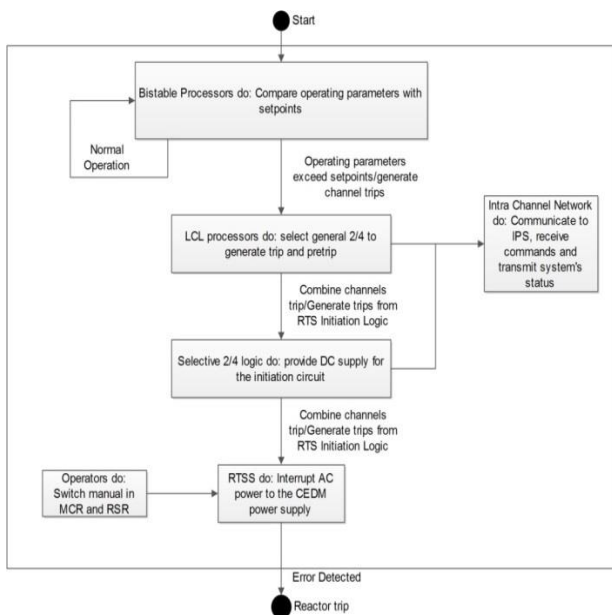 Start
Bistable Processors do: Compare operating parameters with
setpoints
Normal
Operation
Operating parameters
exceed setpoints/generate
channel trips
Intra Channel Network
do: Communicate to
IPS, receive
commands and
transmit system's
status
LCL processors do: select general 2/4 to
generate trip and pretrip
Combine channels
trip/Generate trips from
RTS Initiation Logic
Selective 2/4 logic do: provide DC supply for
the initiation circuit
Combine channels
trip/Generate trips from
RTS Initiation Logic
Operators do:
Switch manual in
MCR and RSR
RTSS do: Interrupt AC
power to the CEDM
power supply
Error Detected
Reactor trip